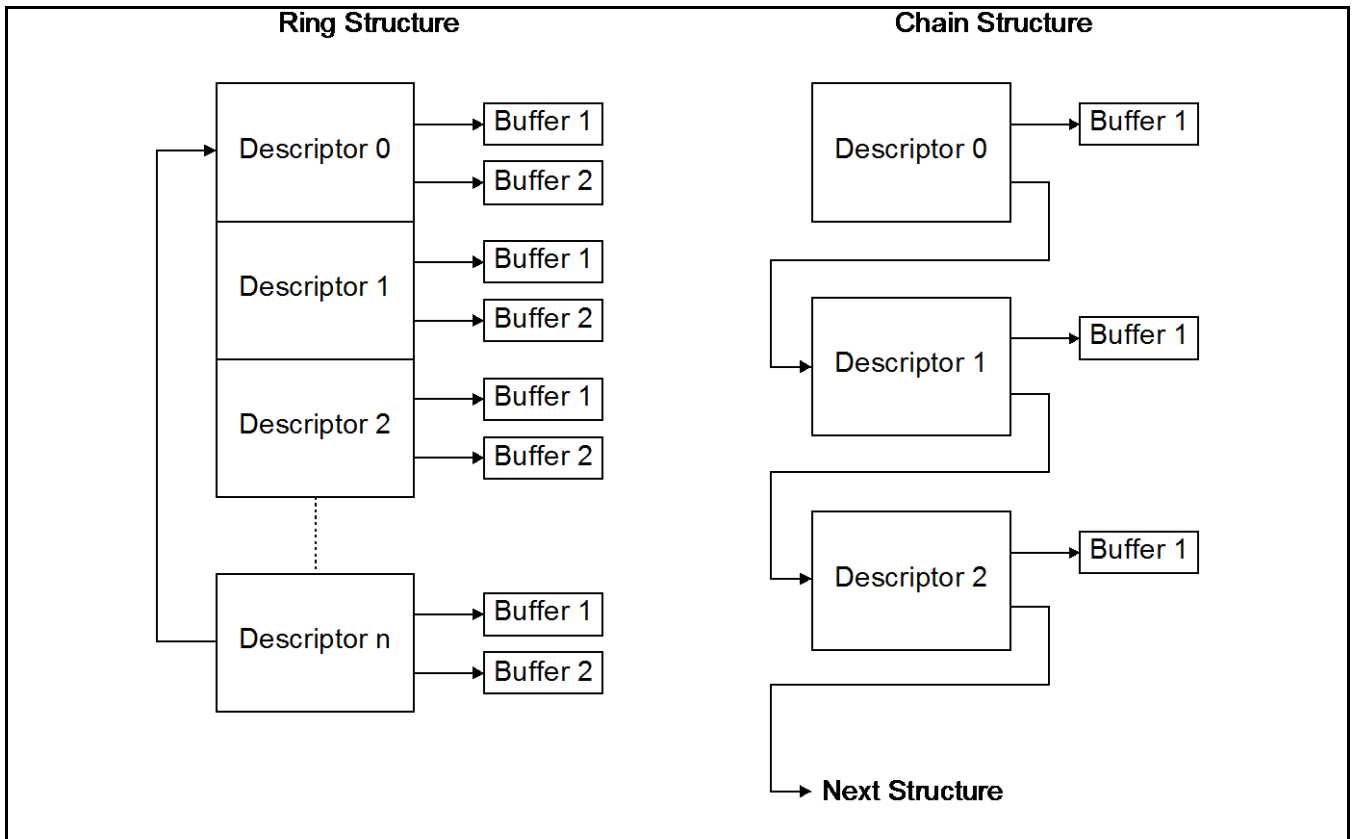 Ring Structure
Descriptor 0
Buffer 1
Buffer 2
Descriptor 1
Buffer 1
Buffer 2
Descriptor 2
Buffer 1
Buffer 2
Descriptor n
Buffer 1
Buffer 2
Chain Structure
Descriptor 0
Buffer 1
Descriptor 1
Buffer 1
Descriptor 2
Buffer 1
Next Structure